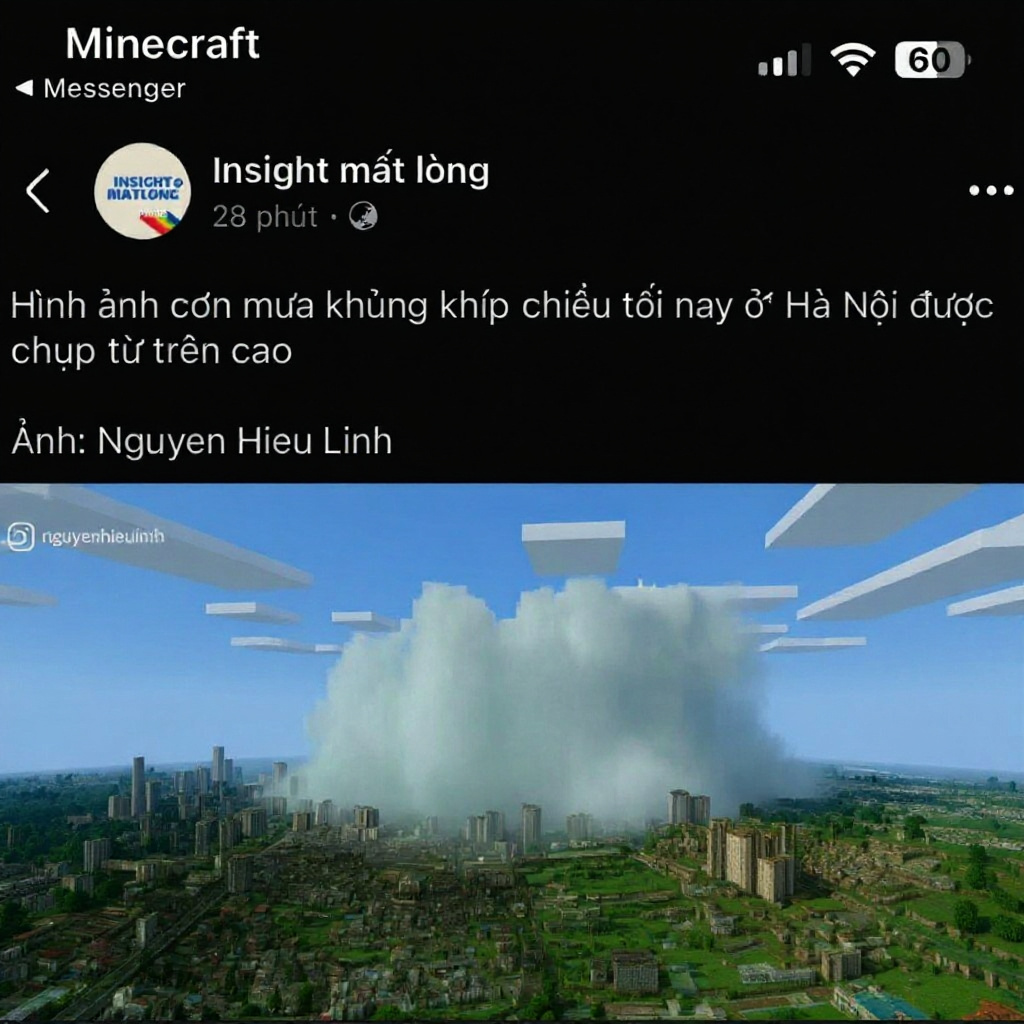 Minecraft
◀ Messenger
60
INSIGHT
MATLONG
Insight mất lòng
28 phút ·
Hình ảnh cơn mưa khủng khíp chiều tối nay ở Hà Nội được
chụp từ trên cao
Ảnh: Nguyen Hieu Linh
nguyenhieulinh